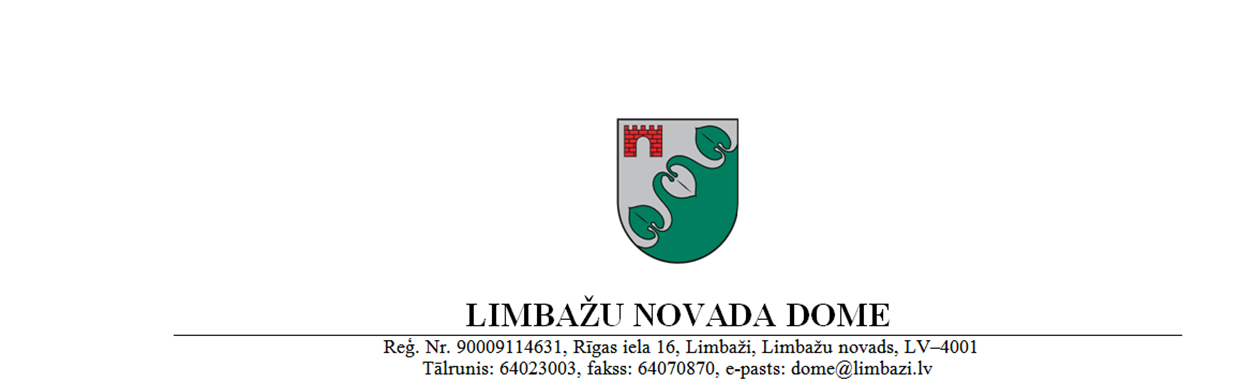 LIMBAŽU NOVADA DOME
Reģ. Nr. 90009114631, Rīgas iela 16, Limbaži, Limbažu novads, LV–4001
Tālrunis: 64023003, fakss: 64070870, e-pasts: dome@limbazi.lv